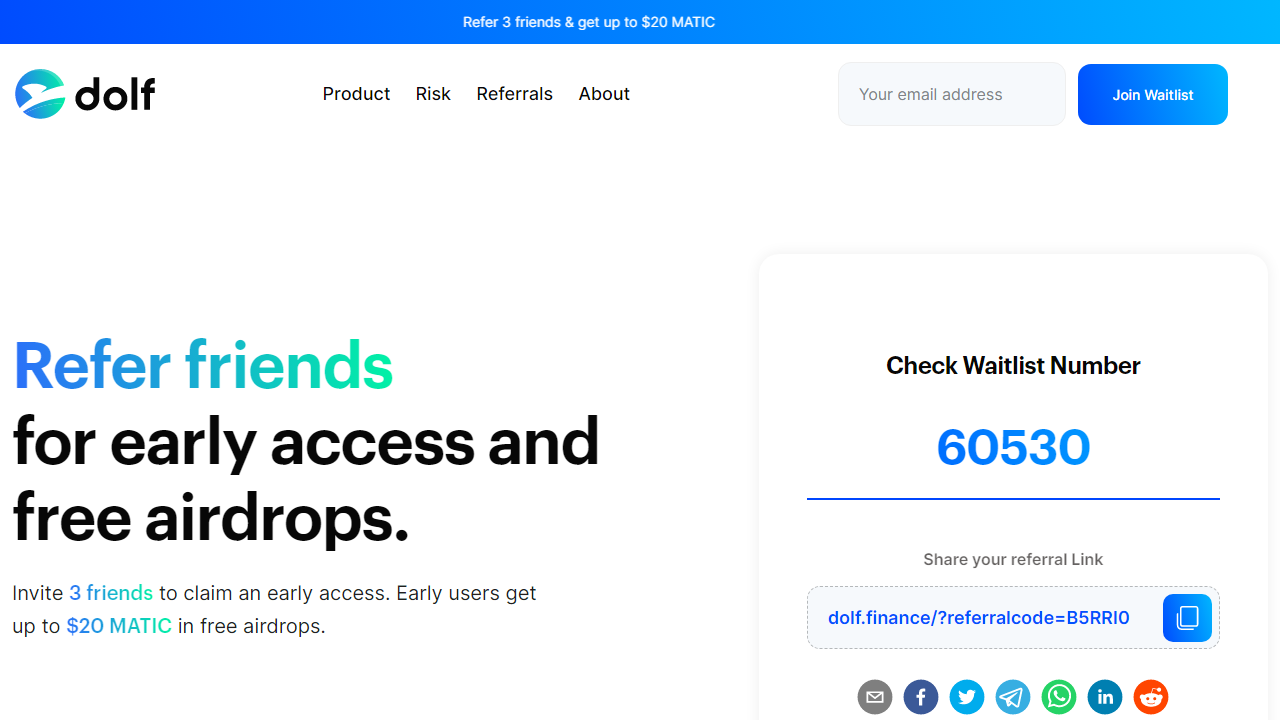 Refer 3 friends & get up to $20 MATIC
dolf
Product Risk Referrals About
Your email address
Join Waitlist
Refer friends
for early access and
free airdrops.
Invite 3 friends to claim an early access. Early users get
up to $20 MATIC in free airdrops.
Check Waitlist Number
60530
Share your referral Link
dolf.finance/?referralcode=B5RRI0